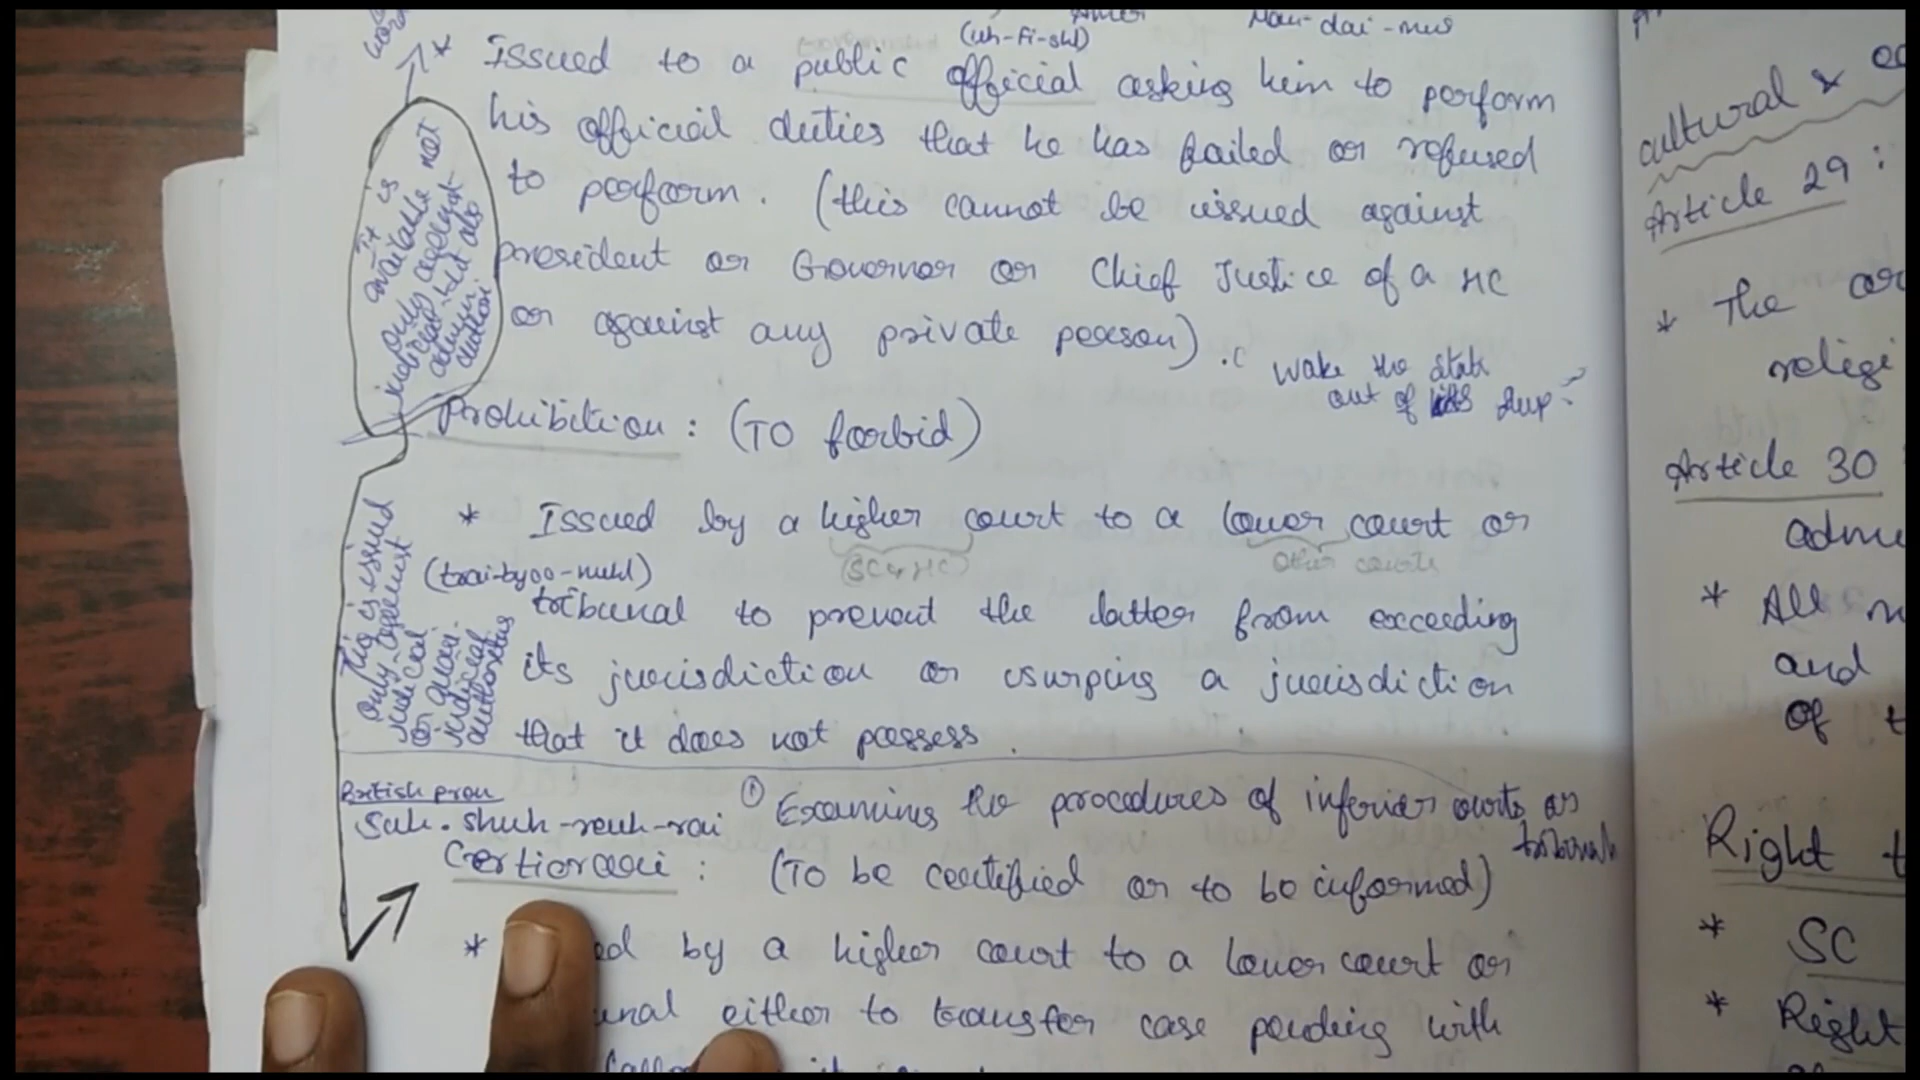 (uh-fi-shl)
dai-mus
* Issued to a public official asking him to perform
his official duties that he has failed or refused
to perform. (this cannot be issued against
president or Governor or Chief Justice of a HC
or against any private person).
wake the state
out of its
It is
available not
only against
judicial but also
Prohibition : (TO forbid)
* Issued by a higher court to a lower court or
(SC & HC)
other courts
(trai-byoo-nuhl)
tribunal to prevent the latter from exceeding
its jurisdiction or usurping a jurisdiction
that it does not possess.
This is issued
only against
judicial
or quasi-
judicial
authorities
British pron
Suh-shuh-reuh-rai
① Examines the procedures of inferior courts or
tribunals
Certiorari : (To be certified or to be informed)
* ed by a higher court to a lower court or
unal either to transfer case pending with
cultural &
Article 29 :
* The
religi
Article 30
* All
and
of t
Right t
* SC
* Right